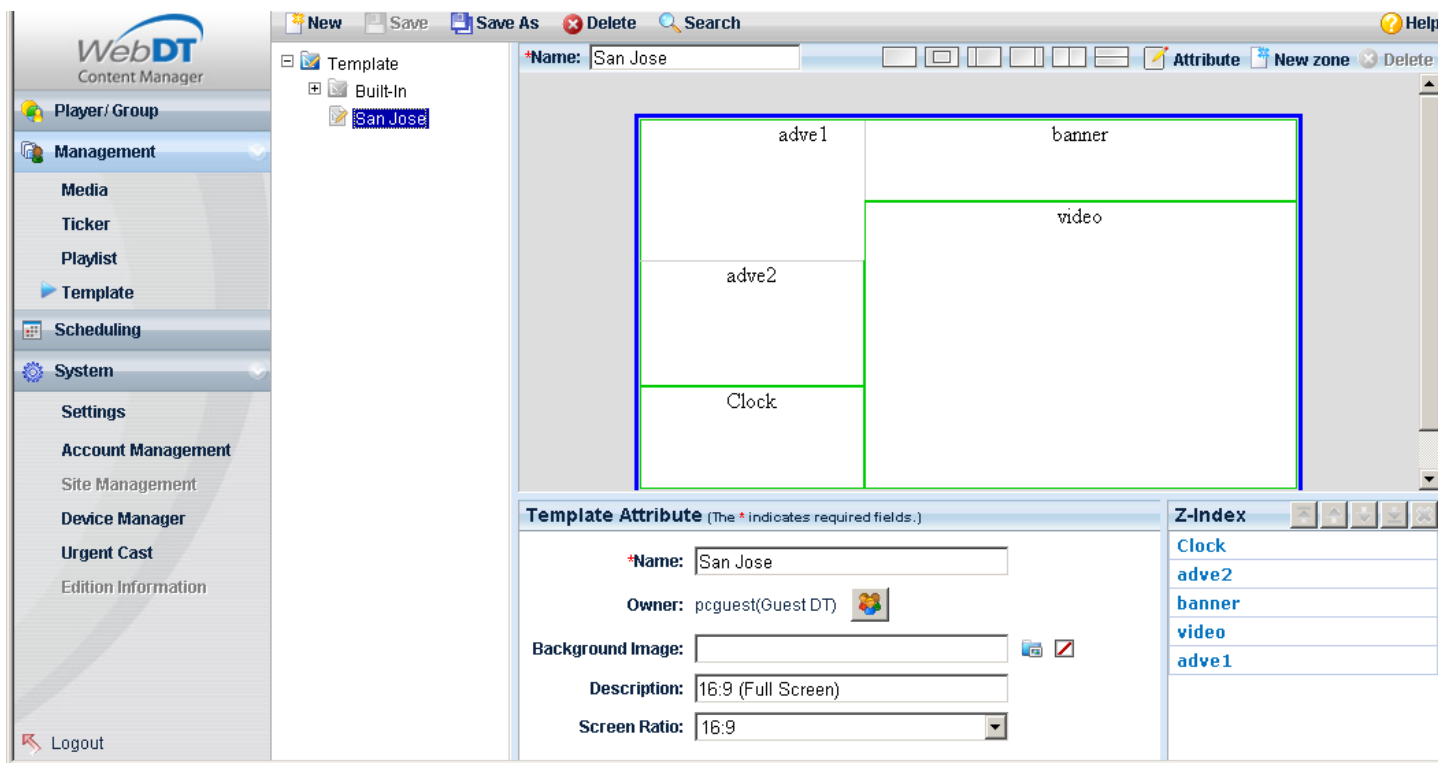 WebDT
Content Manager
Player/ Group
Management
Media
Ticker
Playlist
Template
Scheduling
System
Settings
Account Management
Site Management
Device Manager
Urgent Cast
Edition Information
Logout
New Save Save As Delete Search Help
Template
Built-In
San Jose
*Name: San Jose Attribute New zone Delete
adve1 banner
video
adve2
Clock
Template Attribute (The * indicates required fields.)
*Name: San Jose
Owner: pcguest(Guest DT)
Background Image:
Description: 16:9 (Full Screen)
Screen Ratio: 16:9
Z-Index
Clock
adve2
banner
video
adve1